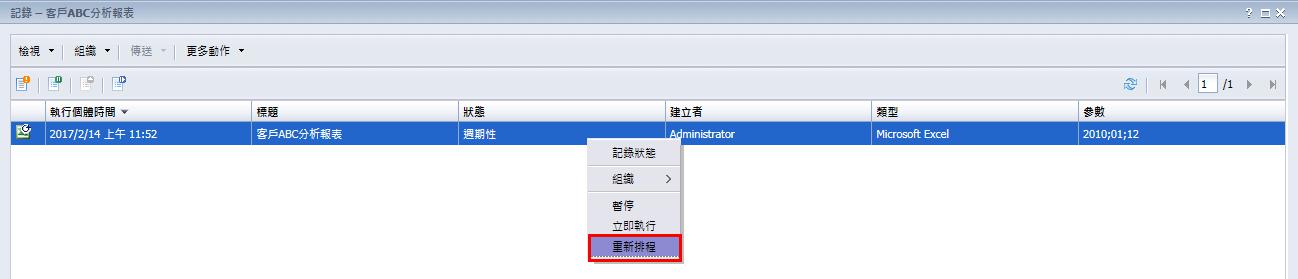 記錄 – 客戶ABC分析報表
檢視 組織 傳送 更多動作
1 /1
執行個體時間 標題 狀態 建立者 類型 參數
2017/2/14 上午 11:52 客戶ABC分析報表 週期性 Administrator Microsoft Excel 2010;01;12
記錄狀態
組織
暫停
立即執行
重新排程